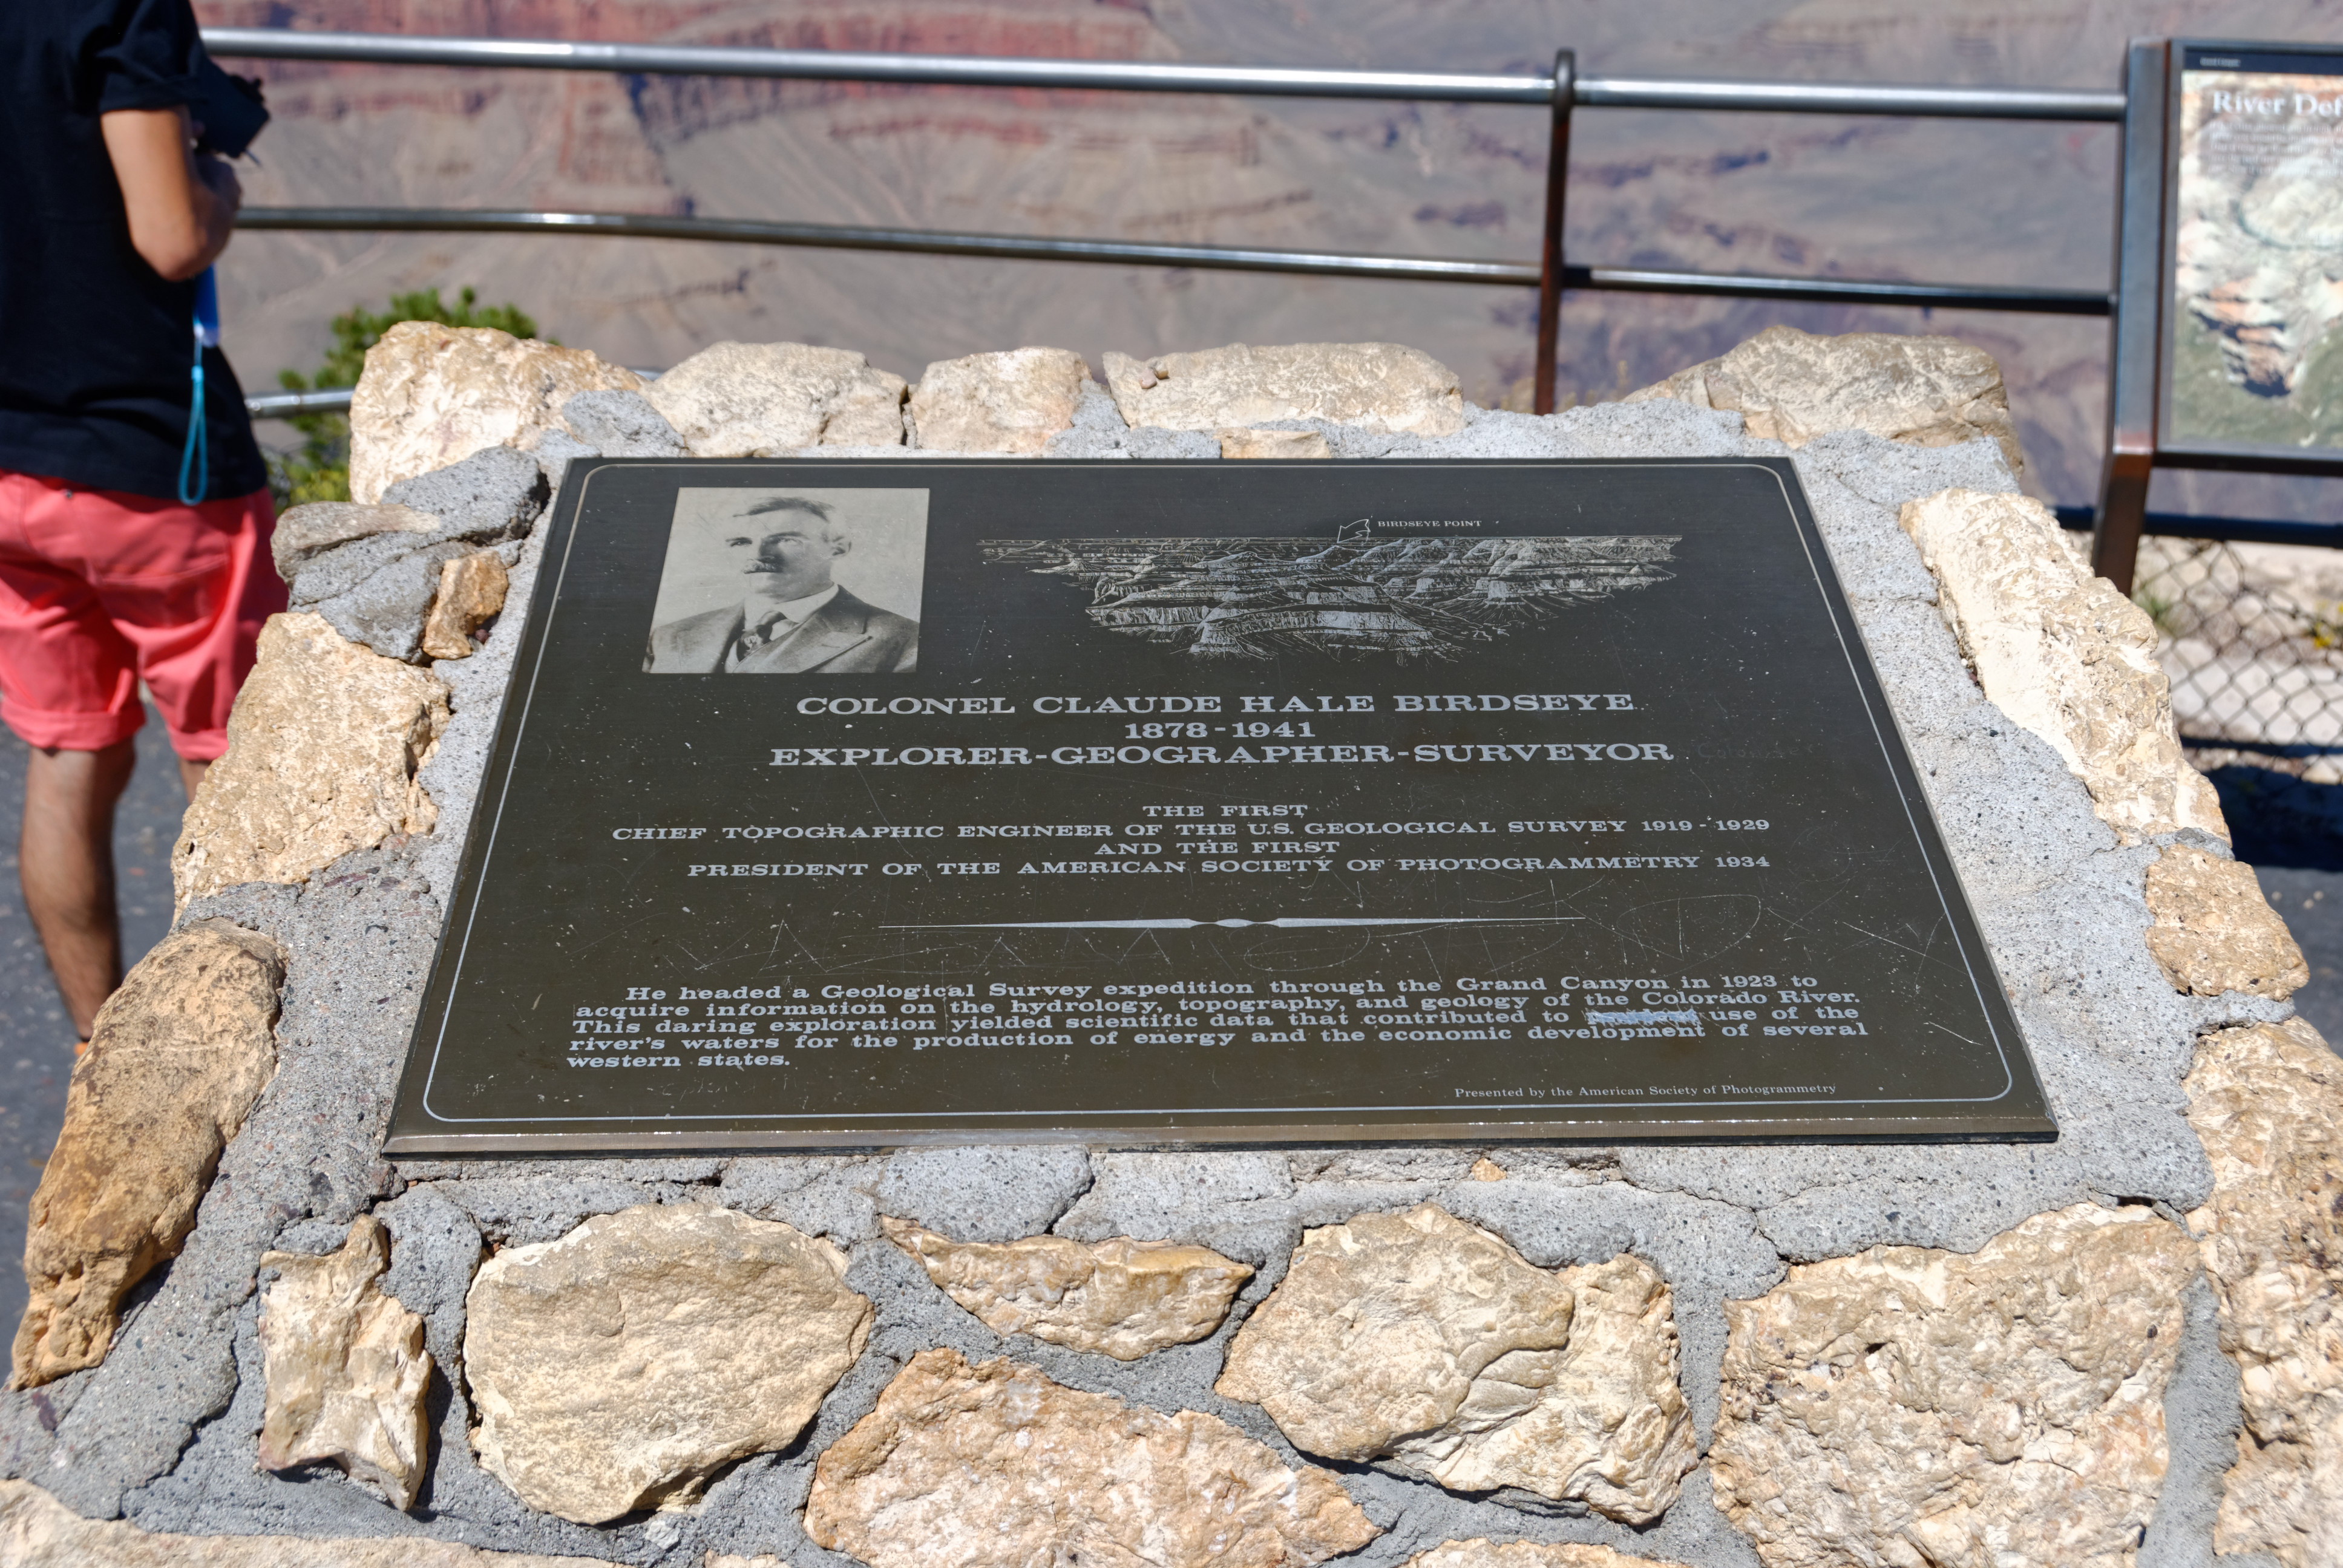 River Def
BIRDSEYE POINT
COLONEL CLAUDE HALE BIRDSEYE
1878-1941
EXPLORER-GEOGRAPHER-SURVEYOR
THE FIRST
CHIEF TOPOGRAPHIC ENGINEER OF THE U.S. GEOLOGICAL SURVEY 1919-1929
AND THE FIRST
PRESIDENT OF THE AMERICAN SOCIETY OF PHOTOGRAMMETRY 1934
He headed a Geological Survey expedition through the Grand Canyon in 1923 to
acquire information on the hydrology, topography, and geology of the Colorado River.
This daring exploration yielded scientific data that contributed to use of the
river's waters for the production of energy and the economic development of several
western states.
Presented by the American Society of Photogrammetry